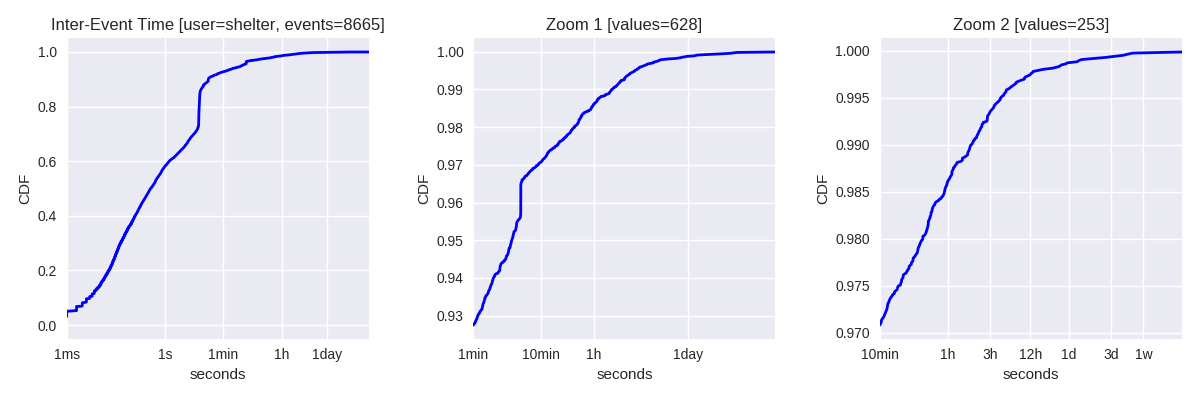 Inter-Event Time [user=shelter, events=8665]
CDF
1.0
0.8
0.6
0.4
0.2
0.0
1ms 1s 1min 1h 1day
seconds
Zoom 1 [values=628]
CDF
1.00
0.99
0.98
0.97
0.96
0.95
0.94
0.93
1min 10min 1h 1day
seconds
Zoom 2 [values=253]
CDF
1.000
0.995
0.990
0.985
0.980
0.975
0.970
10min 1h 3h 12h 1d 3d 1w
seconds